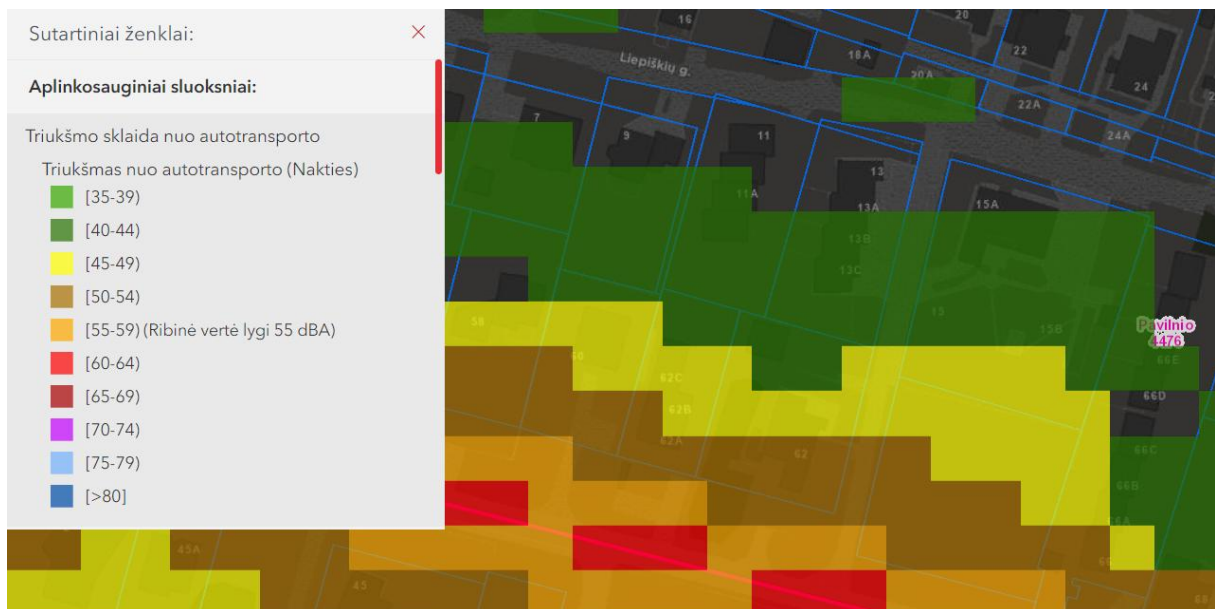 Sutartiniai ženklai:
Aplinkosauginiai sluoksniai:
Triukšmo sklaida nuo autotransporto
Triukšmas nuo autotransporto (Nakties)
[35-39)
[40-44)
[45-49)
[50-54)
[55-59) (Ribinė vertė lygi 55 dBA)
[60-64)
[65-69)
[70-74)
[75-79)
[>80]
16
20
Liepiškių g.
18A
22
20A
24
22A
7
9
11
24A
13
11A
13A
15A
13B
13C
13
15B
Pavilnio
4476
58
60
66E
62C
66D
62B
62A
62
66C
66B
66A
45A
45